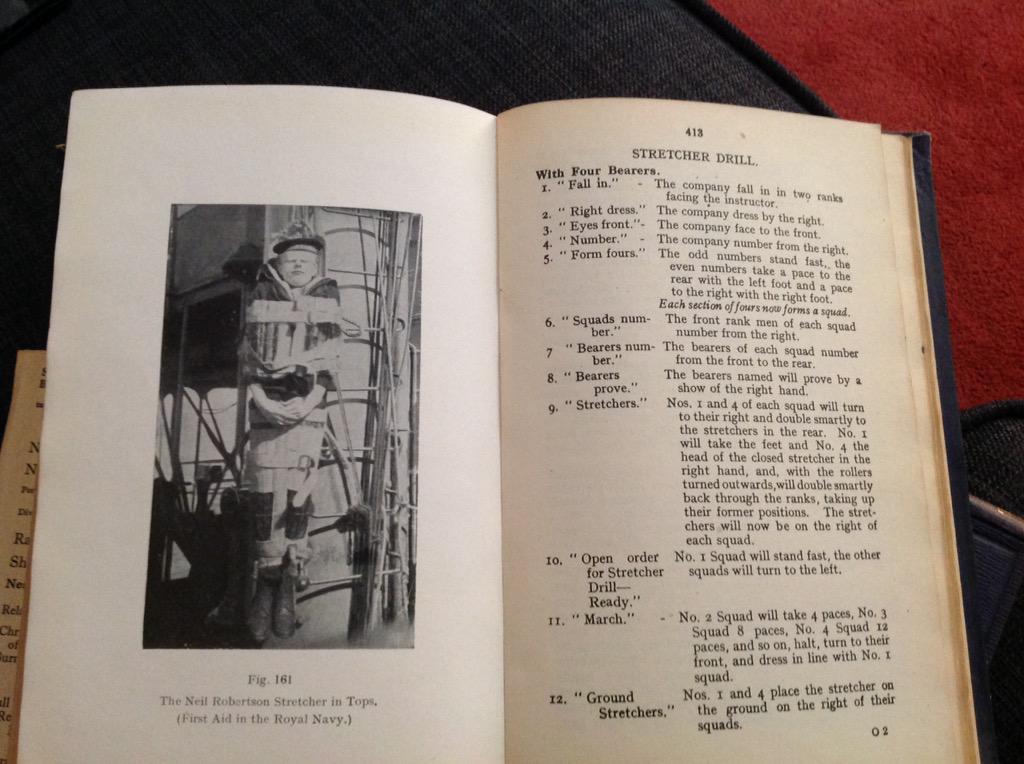 Fig. 161
The Neil Robertson Stretcher in Tops.
(First Aid in the Royal Navy.)
413
STRETCHER DRILL.
With Four Bearers.
1. "Fall in." - The company fall in in two ranks
facing the instructor.
2. "Right dress." The company dress by the right.
3. "Eyes front."- The company face to the front.
4. "Number." - The company number from the right.
5. "Form fours." The odd numbers stand fast, the
even numbers take a pace to the
rear with the left foot and a pace
to the right with the right foot.
Each section of fours now forms a squad.
6. "Squads num- The front rank men of each squad
ber." number from the right.
7 "Bearers num- The bearers of each squad number
ber." from the front to the rear.
8. "Bearers The bearers named will prove by a
prove." show of the right hand.
9. "Stretchers." Nos. 1 and 4 of each squad will turn
to their right and double smartly to
the stretchers in the rear. No. 1
will take the feet and No. 4 the
head of the closed stretcher in the
right hand, and, with the rollers
turned outwards, will double smartly
back through the ranks, taking up
their former positions. The stret-
chers will now be on the right of
each squad.
10. "Open order No. 1 Squad will stand fast, the other
for Stretcher squads will turn to the left.
Drill—
Ready."
11. "March." - No. 2 Squad will take 4 paces, No. 3
Squad 8 paces, No. 4 Squad 12
paces, and so on, halt, turn to their
front, and dress in line with No. 1
squad.
12. "Ground Nos. 1 and 4 place the stretcher on
Stretchers." the ground on the right of their
squads.
O 2